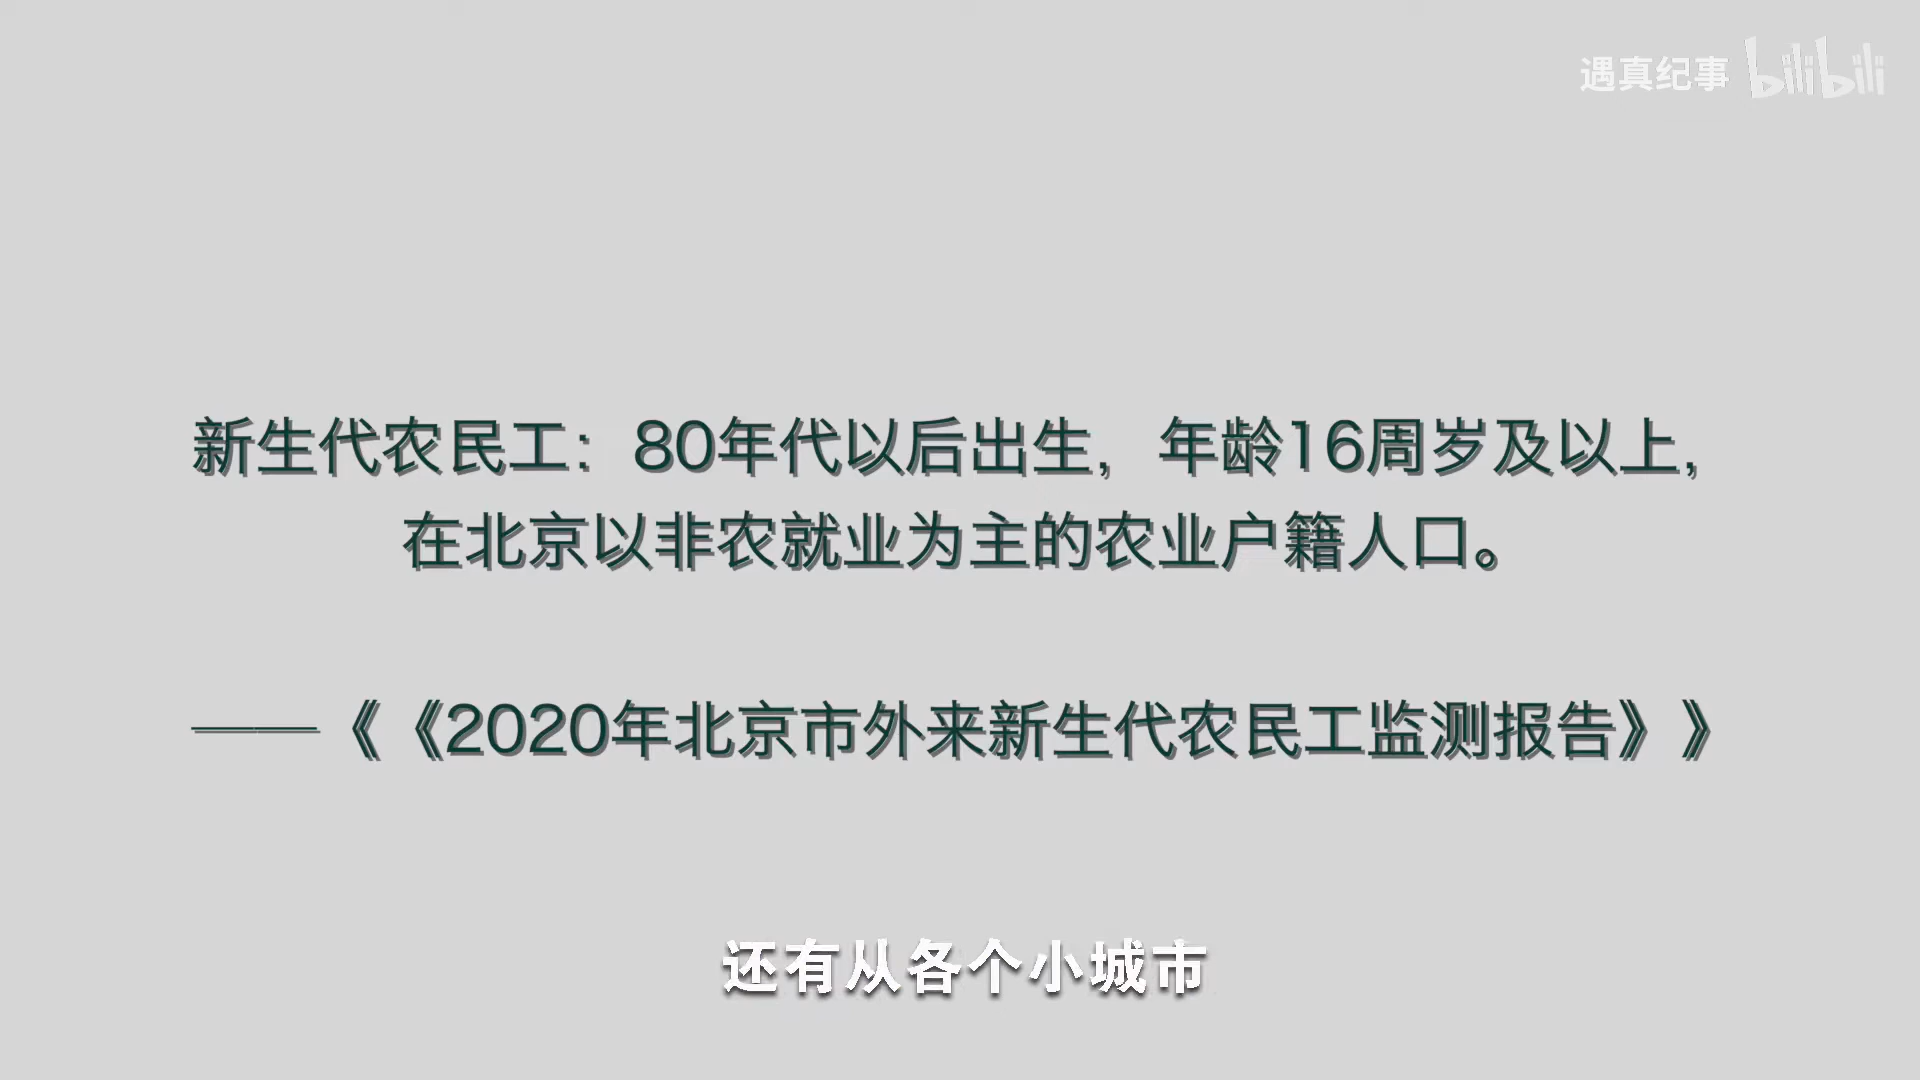 遇真纪事 bilibili
新生代农民工：80年代以后出生，年龄16周岁及以上，
在北京以非农就业为主的农业户籍人口。
——《《2020年北京市外来新生代农民工监测报告》》
还有从各个小城市